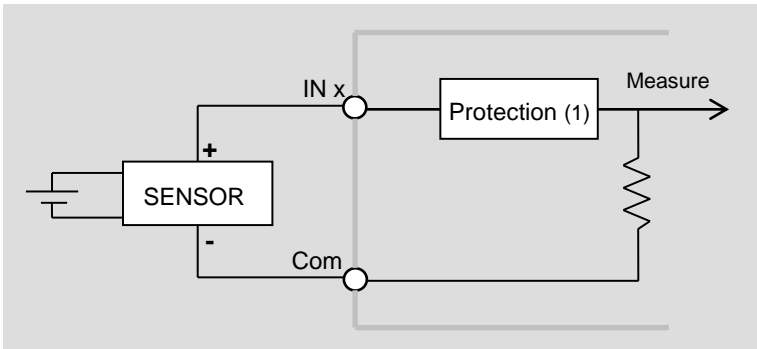 IN x
Measure
Protection (1)
+
SENSOR
-
Com